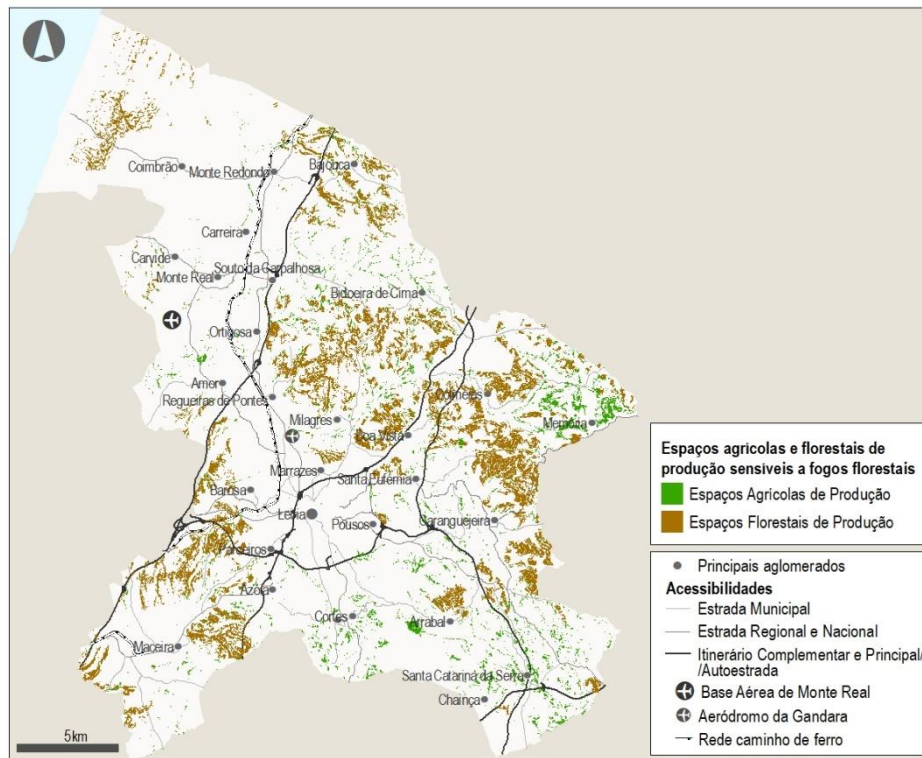 Coimbrão
Monte Redondo
Bajouca
Carreira
Carvide
Souto da Carpalhosa
Monte Real
Bidoeira de Cima
Ortigosa
Amor
Regueiras de Pontes
Colmeias
Milagres
Memória
Boa Vista
Marrazes
Santa Eufémia
Barosa
Leiria
Pousos
Caranguejeira
Parceiros
Azoia
Cortes
Arrabal
Maceira
Santa Catarina da Serra
Chainça
5km
Espaços agrícolas e florestais de
produção sensíveis a fogos florestais
Espaços Agrícolas de Produção
Espaços Florestais de Produção
Principais aglomerados
Acessibilidades
Estrada Municipal
Estrada Regional e Nacional
Itinerário Complementar e Principal/
/Autoestrada
Base Aérea de Monte Real
Aeródromo da Gandara
Rede caminho de ferro